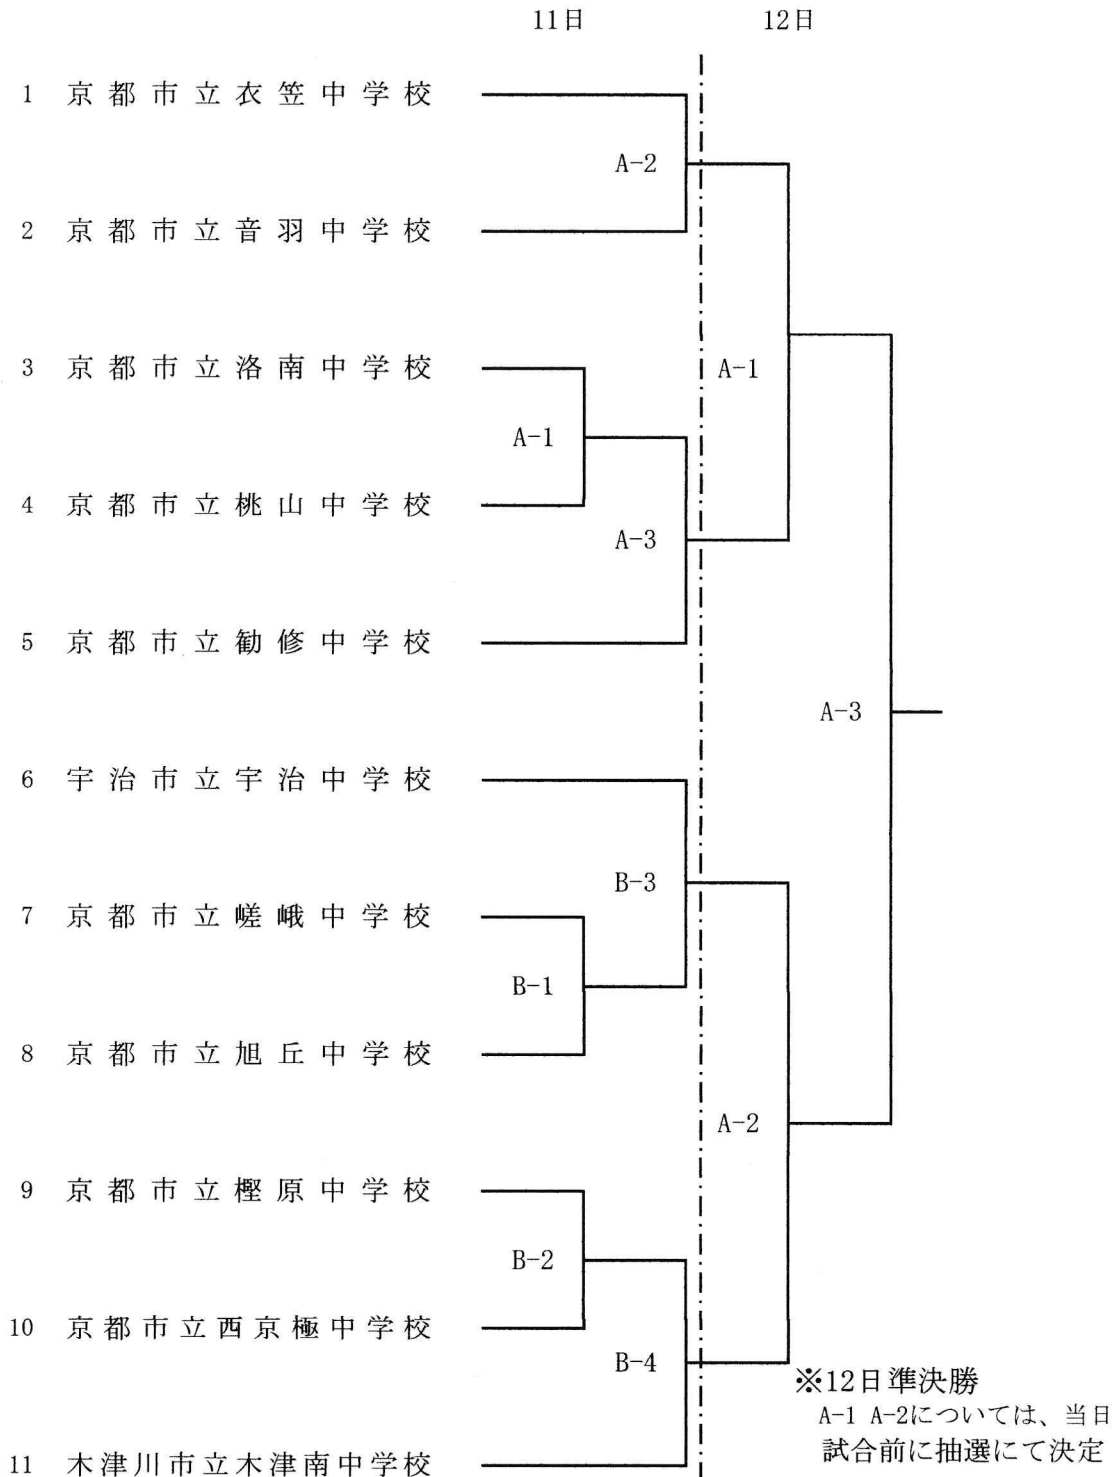 11日 12日
1 京都市立衣笠中学校
A-2
2 京都市立音羽中学校
3 京都市立洛南中学校
A-1
A-1
4 京都市立桃山中学校
A-3
5 京都市立勧修中学校
A-3
6 宇治市立宇治中学校
B-3
7 京都市立嵯峨中学校
B-1
8 京都市立旭丘中学校
A-2
9 京都市立樫原中学校
B-2
10 京都市立西京極中学校
B-4
※12日準決勝
A-1 A-2については、当日
試合前に抽選にて決定
11 木津川市立木津南中学校